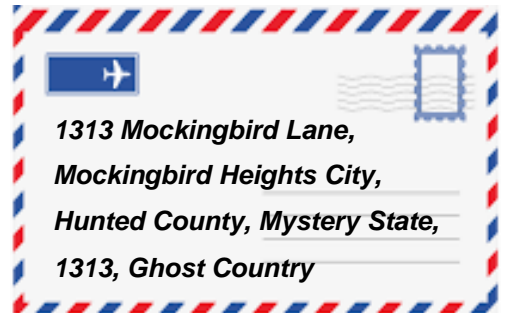 1313 Mockingbird Lane,
Mockingbird Heights City,
Hunted County, Mystery State,
1313, Ghost Country